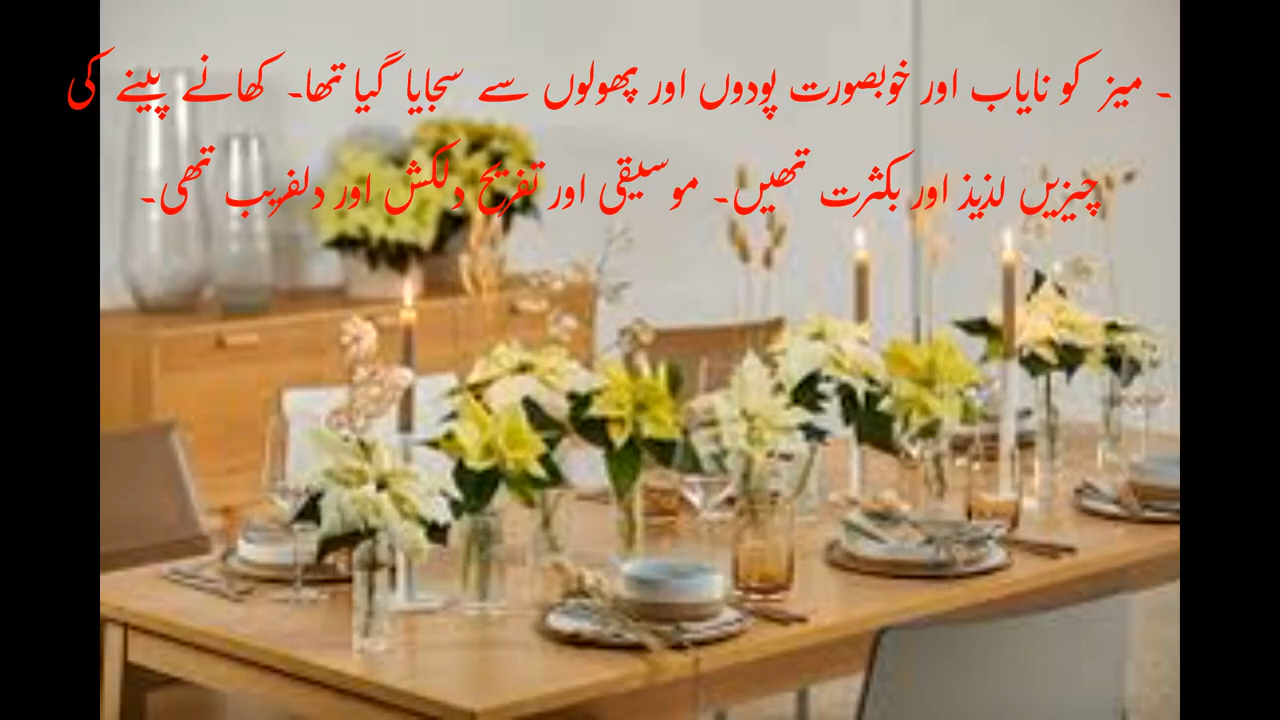 ۔ میز کو نایاب اور خوبصورت پودوں اور پھولوں سے سجایا گیا تھا۔ کھانے پینے کی
چیزیں لذیذ اور بکثرت تھیں۔ موسیقی اور تفریح دلکش اور دلفریب تھی۔